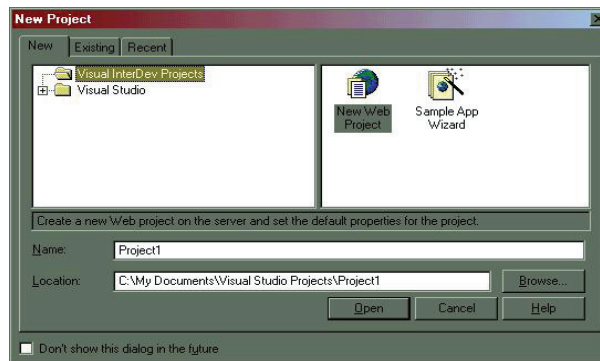 New Project
New Existing Recent
Visual InterDev Projects
Visual Studio
New Web
Project
Sample App
Wizard
Create a new Web project on the server and set the default properties for the project.
Name: Project1
Location: C:\My Documents\Visual Studio Projects\Project1 Browse...
Open Cancel Help
Don't show this dialog in the future